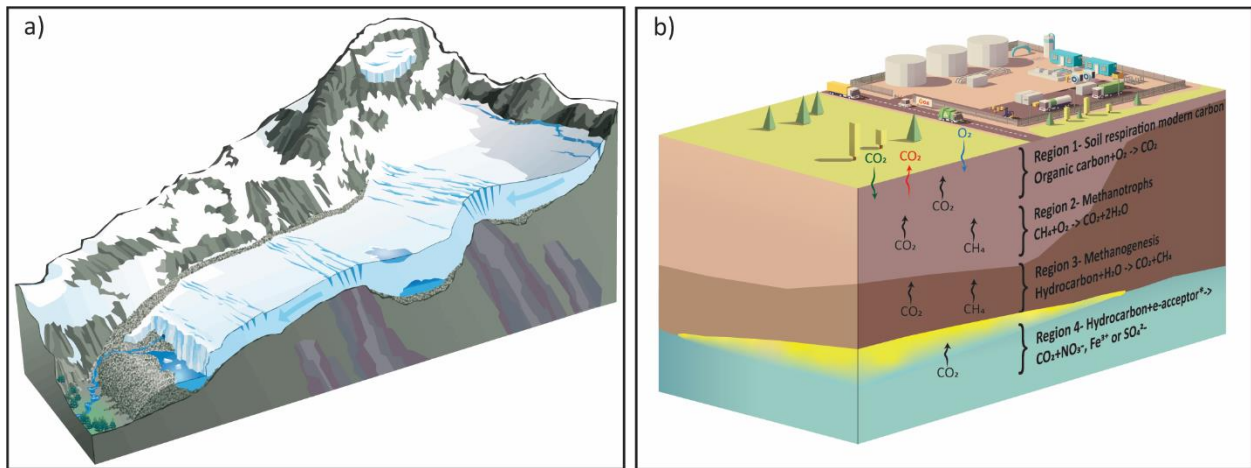 a)
b)
Gas
CO₂
CO₂
O₂
CO₂
Region 1- Soil respiration modern carbon
Organic carbon+O₂ -> CO₂
CO₂
CH₄
Region 2- Methanotrophs
CH₄+O₂ -> CO₂+2H₂O
CO₂
CH₄
Region 3- Methanogenesis
Hydrocarbon+H₂O -> CO₂+CH₄
CO₂
Region 4- Hydrocarbon+e-acceptor*->
CO₂+NO₃-, Fe³⁺ or SO₄²-